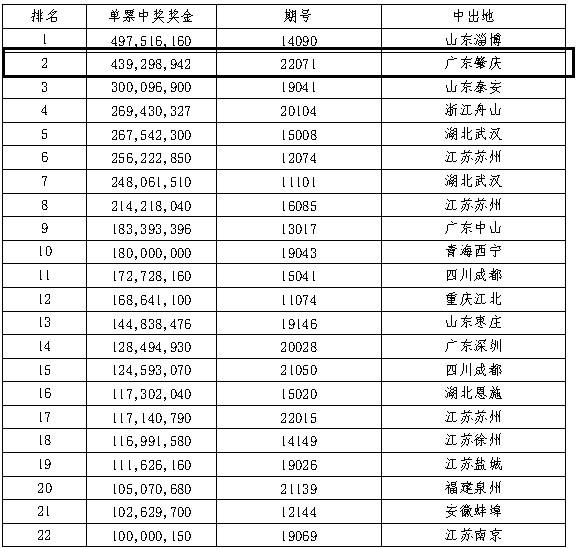 排名 单票中奖奖金 期号 中出地
1 497,516,160 14090 山东淄博
2 439,298,942 22071 广东肇庆
3 300,096,900 19041 山东泰安
4 269,430,327 20104 浙江舟山
5 267,542,300 15008 湖北武汉
6 256,222,850 12074 江苏苏州
7 248,061,510 11101 湖北武汉
8 214,218,040 16085 江苏苏州
9 183,393,396 13017 广东中山
10 180,000,000 19043 青海西宁
11 172,728,160 15041 四川成都
12 168,641,100 11074 重庆江北
13 144,838,476 19146 山东枣庄
14 128,494,930 20028 广东深圳
15 124,593,070 21050 四川成都
16 117,302,040 15020 湖北恩施
17 117,140,790 22015 江苏苏州
18 116,991,580 14149 江苏徐州
19 111,626,160 19026 江苏盐城
20 105,070,680 21139 福建泉州
21 102,629,700 12144 安徽蚌埠
22 100,000,150 19069 江苏南京